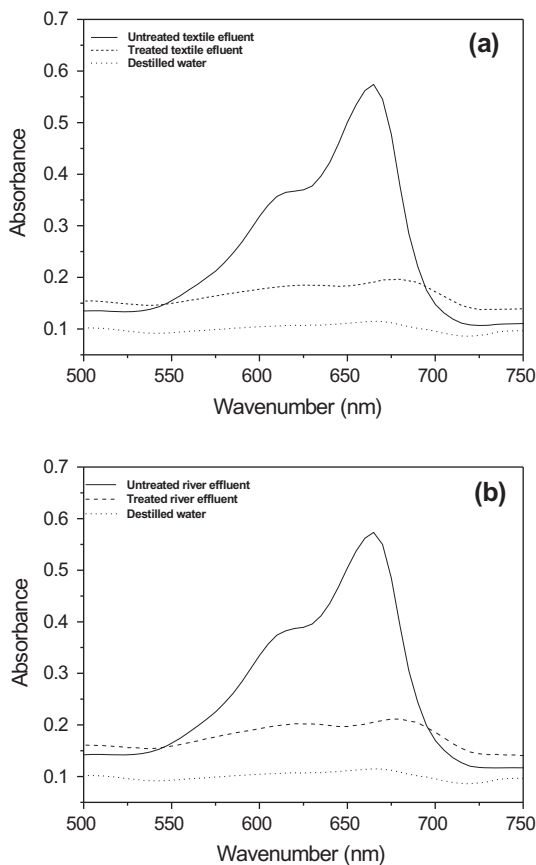 (a)
Untreated textile efluent
Treated textile efluent
Destilled water
Absorbance
0.7
0.6
0.5
0.4
0.3
0.2
0.1
500 550 600 650 700 750
Wavenumber (nm)
(b)
Untreated river effluent
Treated river effluent
Destilled water
Absorbance
0.7
0.6
0.5
0.4
0.3
0.2
0.1
500 550 600 650 700 750
Wavenumber (nm)